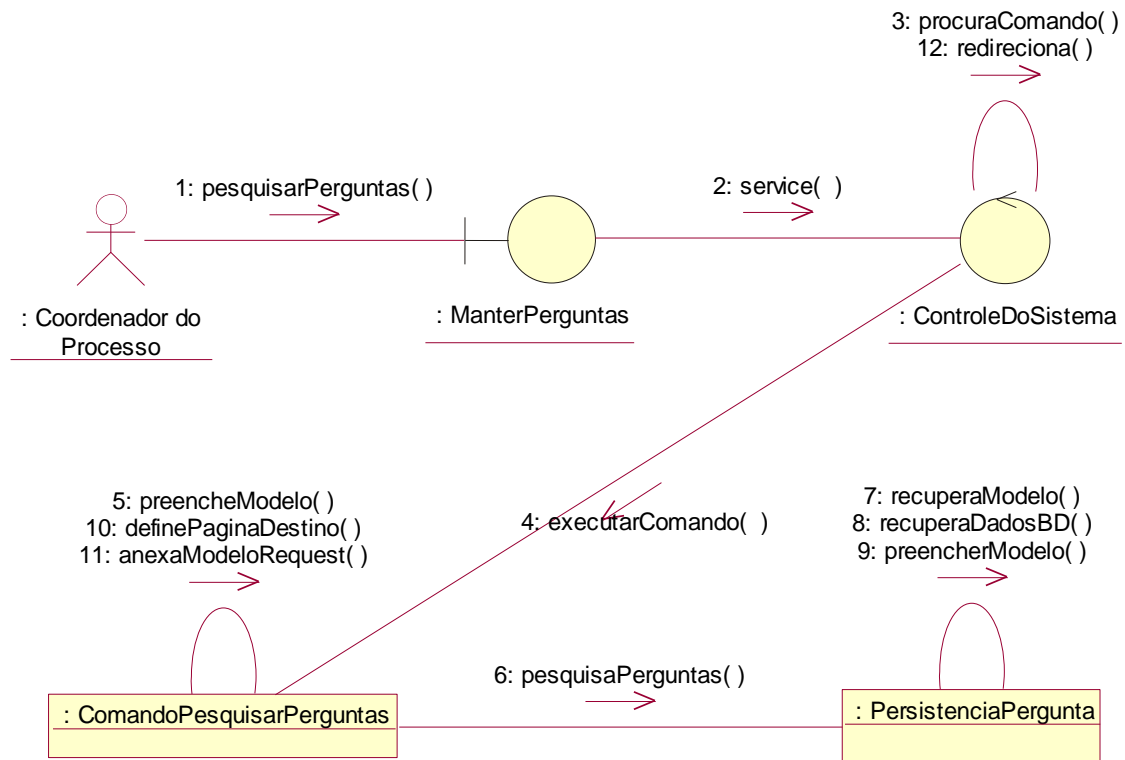 3: procuraComando( )
12: redireciona( )
1: pesquisarPerguntas( )
2: service(  )
: Coordenador do
Processo
: ManterPerguntas
: ControleDoSistema
5: preencheModelo( )
10: definePaginaDestino( )
11: anexaModeloRequest( )
4: executarComando(  )
7: recuperaModelo( )
8: recuperaDadosBD( )
9: preencherModelo( )
6: pesquisaPerguntas( )
: ComandoPesquisarPerguntas
: PersistenciaPergunta